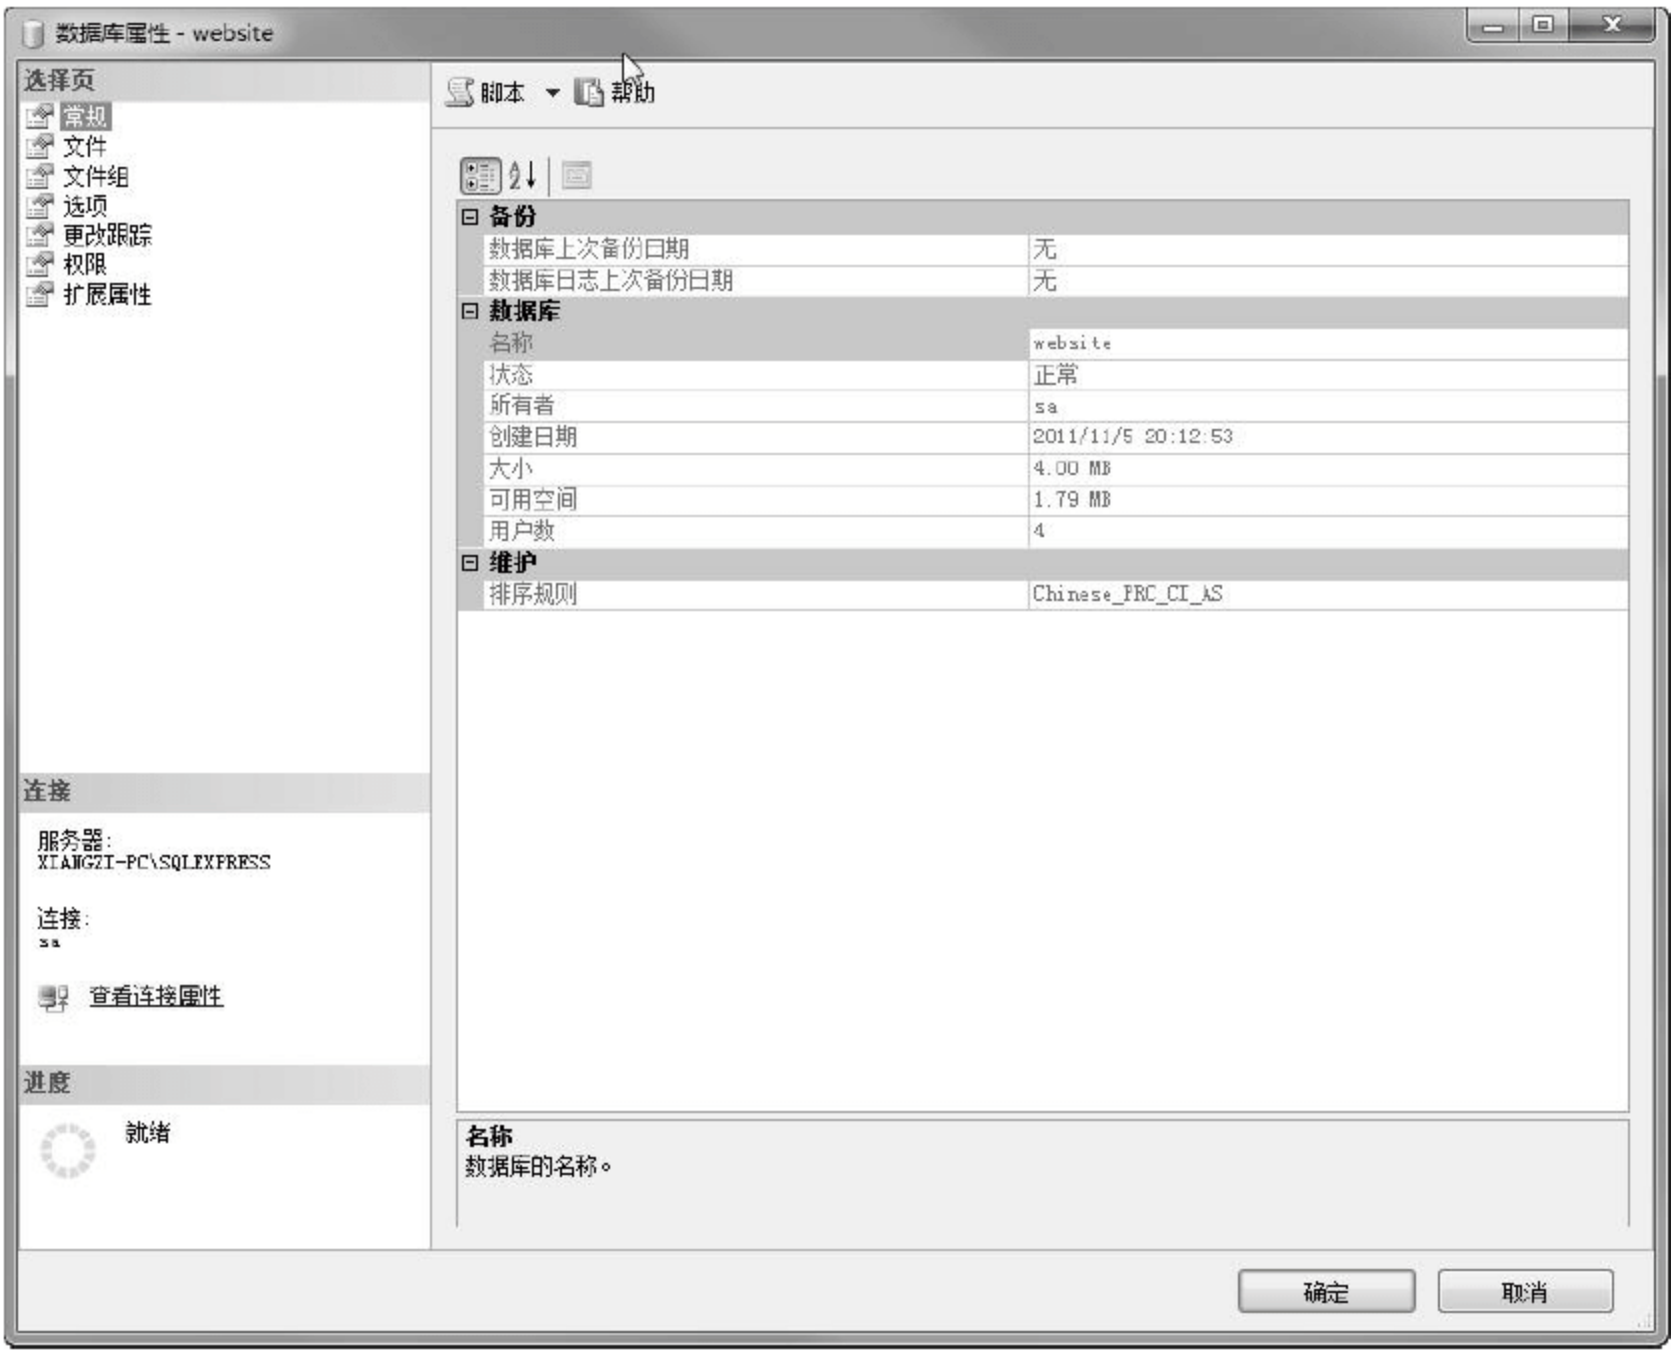 数据库属性 - website
选择页
常规
文件
文件组
选项
更改跟踪
权限
扩展属性
脚本 帮助
备份
数据库上次备份日期 无
数据库日志上次备份日期 无
数据库
名称 website
状态 正常
所有者 sa
创建日期 2011/11/5 20:12:53
大小 4.00 MB
可用空间 1.79 MB
用户数 4
维护
排序规则 Chinese_PRC_CI_AS
连接
服务器:
XIANGZI-PC\SQLEXPRESS
连接:
sa
查看连接属性
进度
就绪
名称
数据库的名称。
确定 取消